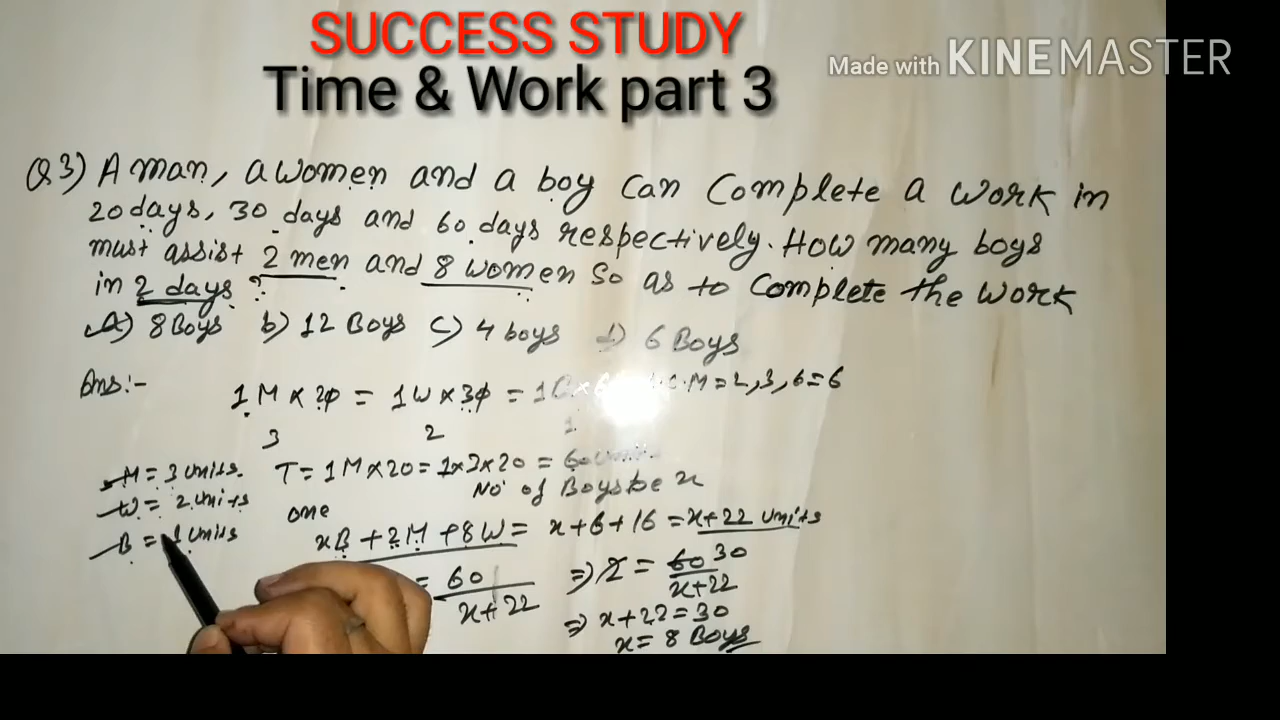 SUCCESS STUDY
Time & Work part 3
Made with KINEMASTER
Q3) A man, a women and a boy can complete a work in
20 days, 30 days and 60 days respectively. How many boys
must assist 2 men and 8 women so as to complete the work
in 2 days ?
a) 8 Boys b) 12 Boys c) 4 boys d) 6 Boys
Ans:-
1M × 20 = 1W × 30 = 1B × 6 M = 2, 3, 6 = 6
3 2 1
M = 3 units. T = 1M × 20 = 1×3×20 = 60 units
No of Boys be x
W = 2 units one
B = 1 units xB + 2M + 8W = x + 6 + 16 = x + 22 units
= 60/x+22 => 2 = 60 30/x+22
=> x + 22 = 30
x = 8 Boys